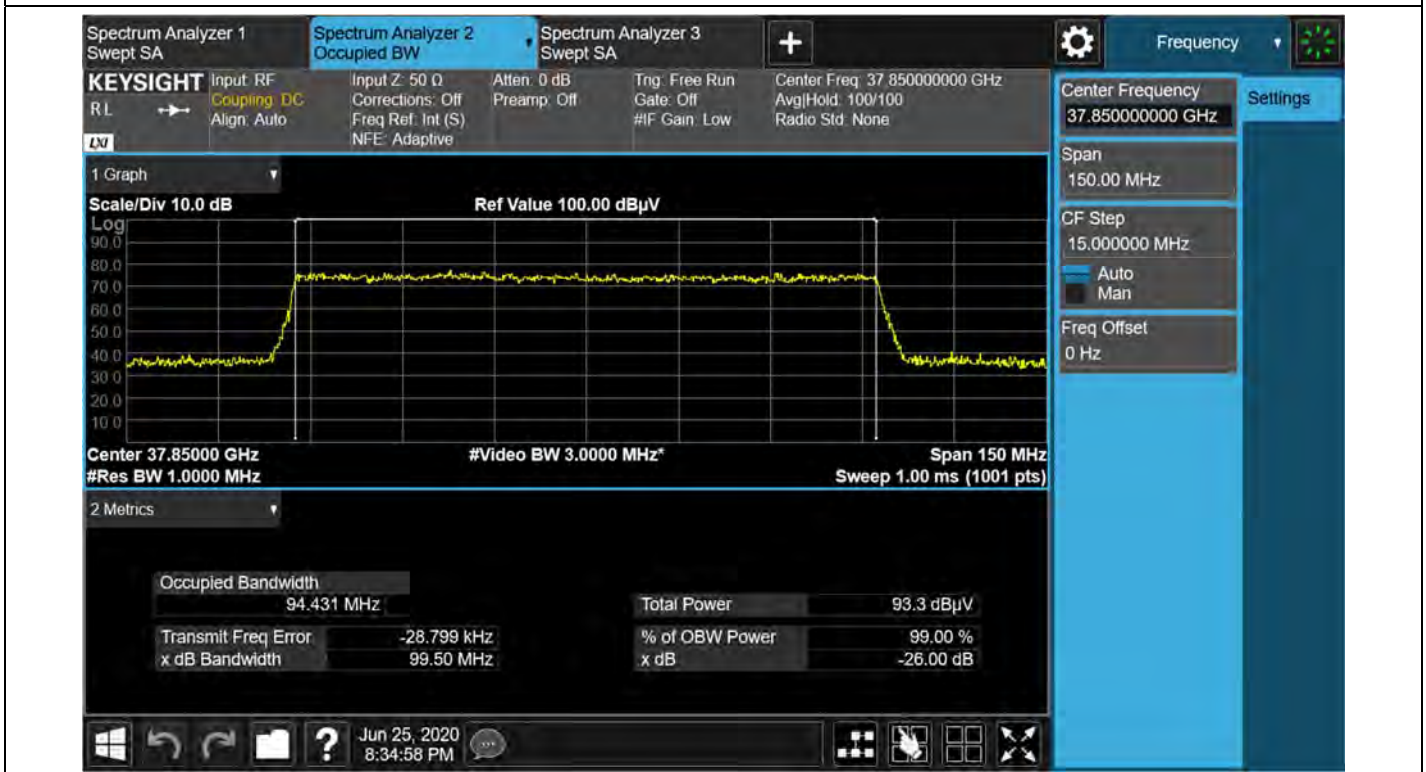 Spectrum Analyzer 1
Swept SA
Spectrum Analyzer 2
Occupied BW
Spectrum Analyzer 3
Swept SA
Frequency
KEYSIGHT
R L
LXI
Input: RF
Coupling: DC
Align: Auto
Input Z: 50 Ω
Corrections: Off
Freq Ref: Int (S)
NFE: Adaptive
Atten: 0 dB
Preamp: Off
Trig: Free Run
Gate: Off
#IF Gain: Low
Center Freq: 37.850000000 GHz
Avg|Hold: 100/100
Radio Std: None
Center Frequency
37.850000000 GHz
Settings
Span
150.00 MHz
CF Step
15.000000 MHz
Auto
Man
Freq Offset
0 Hz
1 Graph
Scale/Div 10.0 dB
Ref Value 100.00 dBµV
Log
90.0
80.0
70.0
60.0
50.0
40.0
30.0
20.0
10.0
Center 37.85000 GHz
#Video BW 3.0000 MHz*
Span 150 MHz
#Res BW 1.0000 MHz
Sweep 1.00 ms (1001 pts)
2 Metrics
Occupied Bandwidth
94.431 MHz
Total Power 93.3 dBµV
Transmit Freq Error -28.799 kHz
% of OBW Power 99.00 %
x dB Bandwidth 99.50 MHz
x dB -26.00 dB
?
Jun 25, 2020
8:34:58 PM